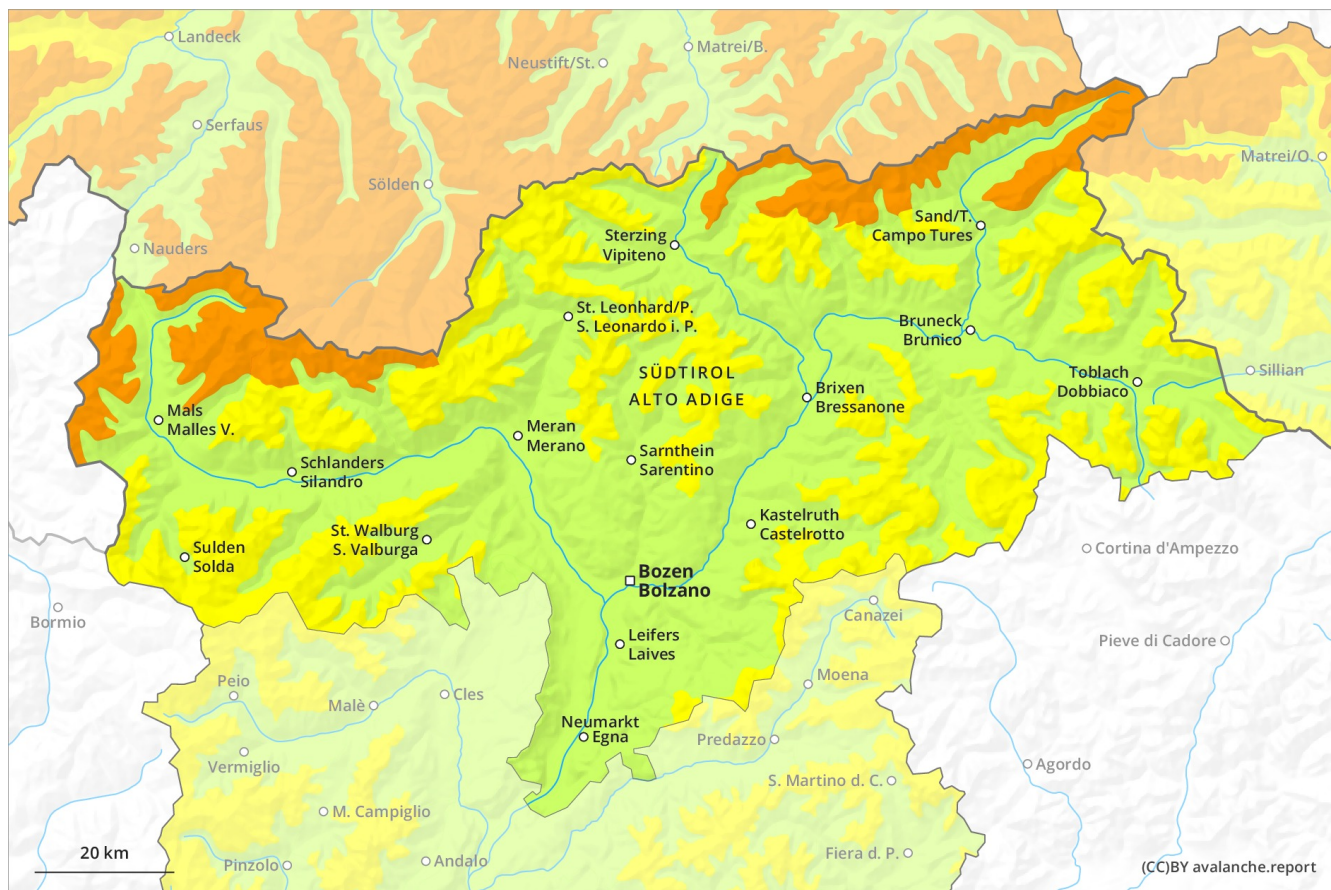 Landeck
Matrei/B.
Neustift/St.
Serfaus
Matrei/O.
Sölden
Sand/T.
Campo Tures
Nauders
Sterzing
Vipiteno
St. Leonhard/P.
S. Leonardo i. P.
Bruneck
Brunico
SÜDTIROL
ALTO ADIGE
Toblach
Dobbiaco
Sillian
Brixen
Bressanone
Mals
Malles V.
Meran
Merano
Sarnthein
Sarentino
Schlanders
Silandro
Kastelruth
Castelrotto
St. Walburg
S. Valburga
Sulden
Solda
Cortina d'Ampezzo
Bozen
Bolzano
Bormio
Canazei
Leifers
Laives
Pieve di Cadore
Peio
Moena
Malè
Cles
Neumarkt
Egna
Predazzo
Vermiglio
Agordo
S. Martino d. C.
M. Campiglio
20 km
Pinzolo
Andalo
Fiera d. P.
(CC)BY avalanche.report